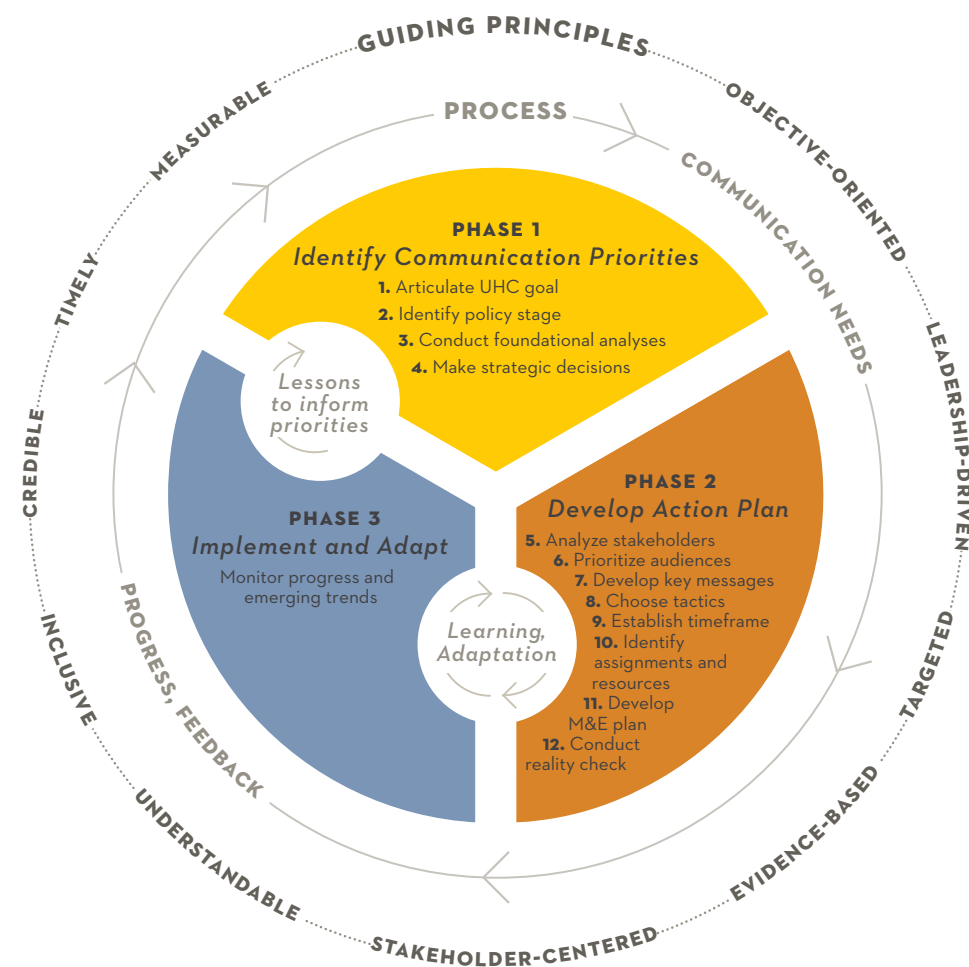 GUIDING PRINCIPLES
OBJECTIVE-ORIENTED
LEADERSHIP-DRIVEN
TARGETED
EVIDENCE-BASED
STAKEHOLDER-CENTERED
UNDERSTANDABLE
INCLUSIVE
CREDIBLE
TIMELY
MEASURABLE
PROCESS
COMMUNICATION NEEDS
PROGRESS, FEEDBACK
PHASE 1
Identify Communication Priorities
1. Articulate UHC goal
2. Identify policy stage
3. Conduct foundational analyses
4. Make strategic decisions
PHASE 2
Develop Action Plan
5. Analyze stakeholders
6. Prioritize audiences
7. Develop key messages
8. Choose tactics
9. Establish timeframe
10. Identify
assignments and
resources
11. Develop
M&E plan
12. Conduct
reality check
Learning,
Adaptation
PHASE 3
Implement and Adapt
Monitor progress and
emerging trends
Lessons
to inform
priorities